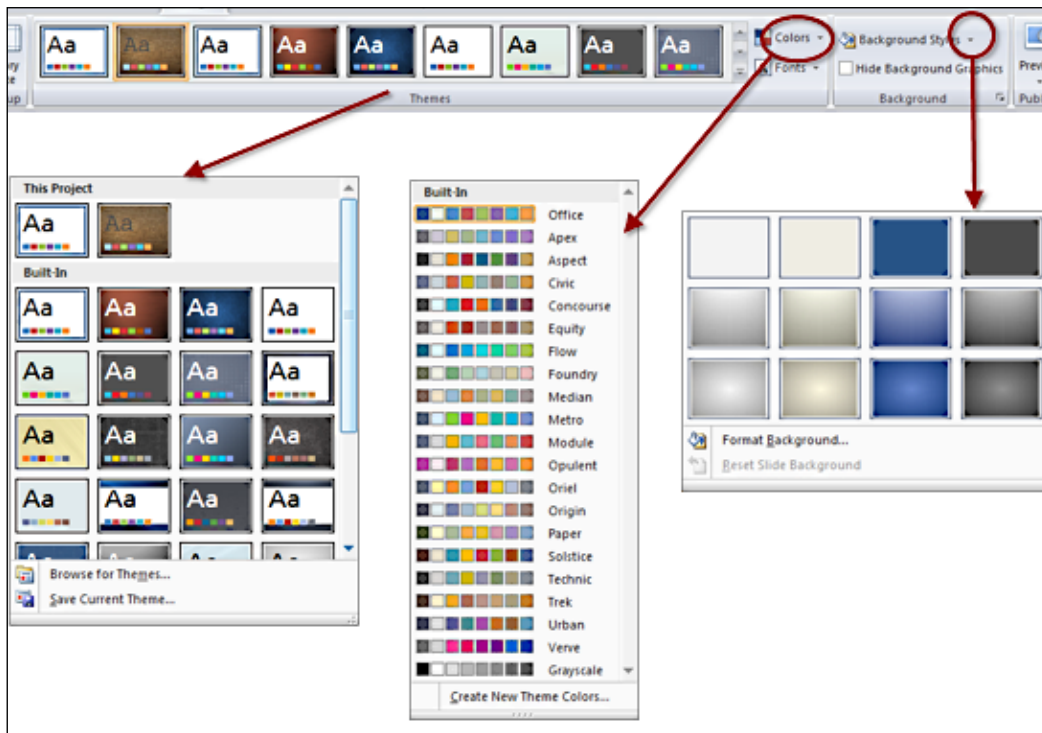 Aa Aa Aa Aa Aa Aa Aa Aa Aa
Colors
Fonts
Background Styles
Hide Background Graphics
Themes
Background
This Project
Aa Aa
Built-In
Aa Aa Aa Aa
Aa Aa Aa Aa
Aa Aa Aa Aa
Aa Aa Aa Aa
Browse for Themes...
Save Current Theme...
Built-In
Office
Apex
Aspect
Civic
Concourse
Equity
Flow
Foundry
Median
Metro
Module
Opulent
Oriel
Origin
Paper
Solstice
Technic
Trek
Urban
Verve
Grayscale
Create New Theme Colors...
Format Background...
Reset Slide Background